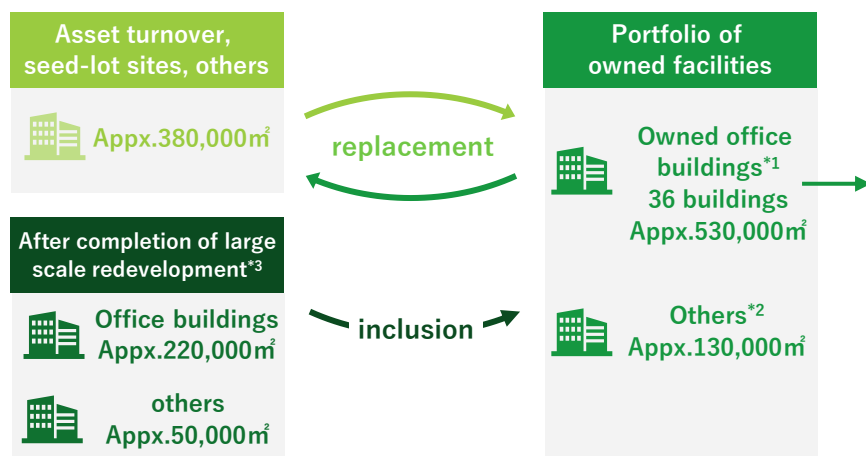 Asset turnover,
seed-lot sites, others
Appx.380,000㎡
After completion of large
scale redevelopment*3
Office buildings
Appx.220,000㎡
others
Appx.50,000㎡
replacement
inclusion
Portfolio of
owned facilities
Owned office
buildings*1
36 buildings
Appx.530,000㎡
Others*2
Appx.130,000㎡